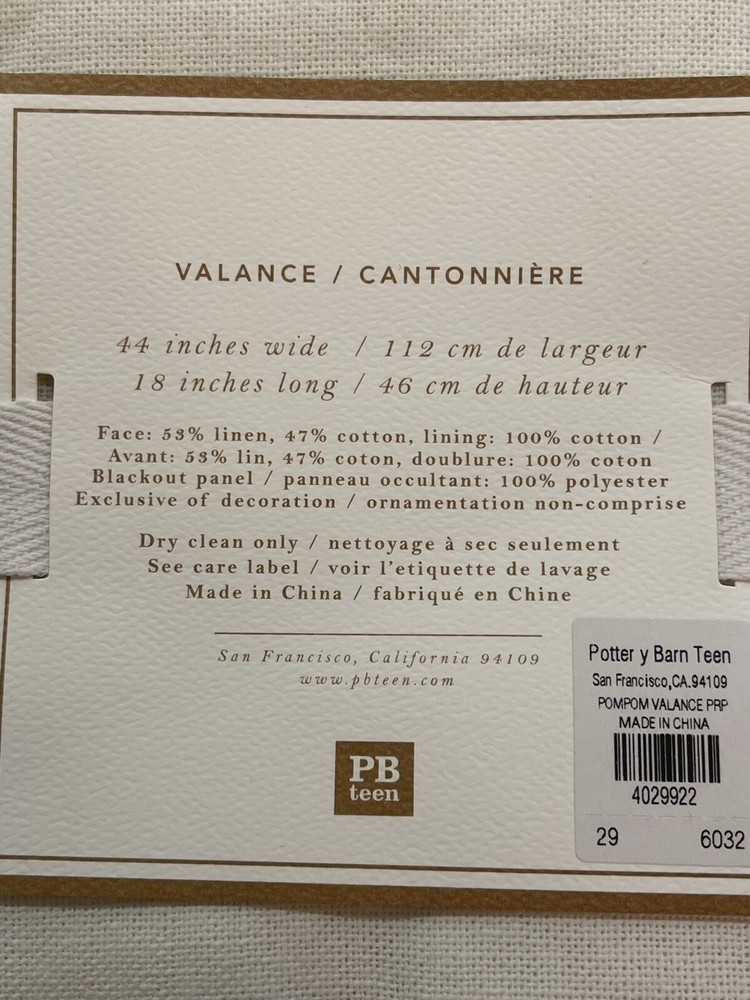 VALANCE / CANTONNIÈRE
44 inches wide / 112 cm de largeur
18 inches long / 46 cm de hauteur
Face: 53% linen, 47% cotton, lining: 100% cotton /
Avant: 53% lin, 47% coton, doublure: 100% coton
Blackout panel / panneau occultant: 100% polyester
Exclusive of decoration / ornamentation non-comprise
Dry clean only / nettoyage à sec seulement
See care label / voir l'etiquette de lavage
Made in China / fabriqué en Chine
San Francisco, California 94109
www.pbteen.com
PB
teen
Potter y Barn Teen
San Francisco,CA.94109
POMPOM VALANCE PRP
MADE IN CHINA
4029922
29 6032